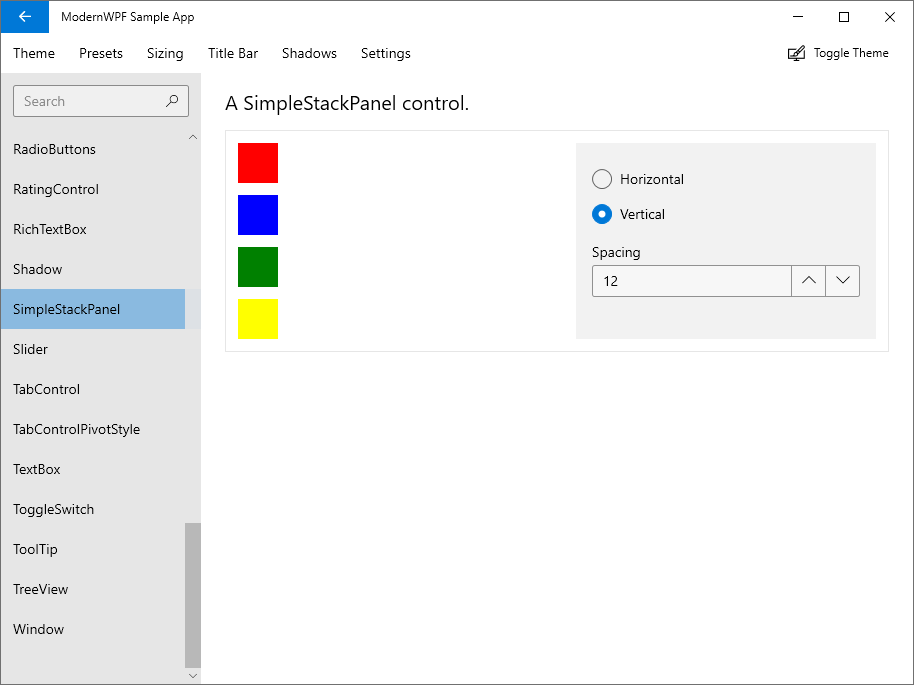 ModernWPF Sample App
Theme Presets Sizing Title Bar Shadows Settings Toggle Theme
Search
RadioButtons
RatingControl
RichTextBox
Shadow
SimpleStackPanel
Slider
TabControl
TabControlPivotStyle
TextBox
ToggleSwitch
ToolTip
TreeView
Window
A SimpleStackPanel control.
Horizontal
Vertical
Spacing
12